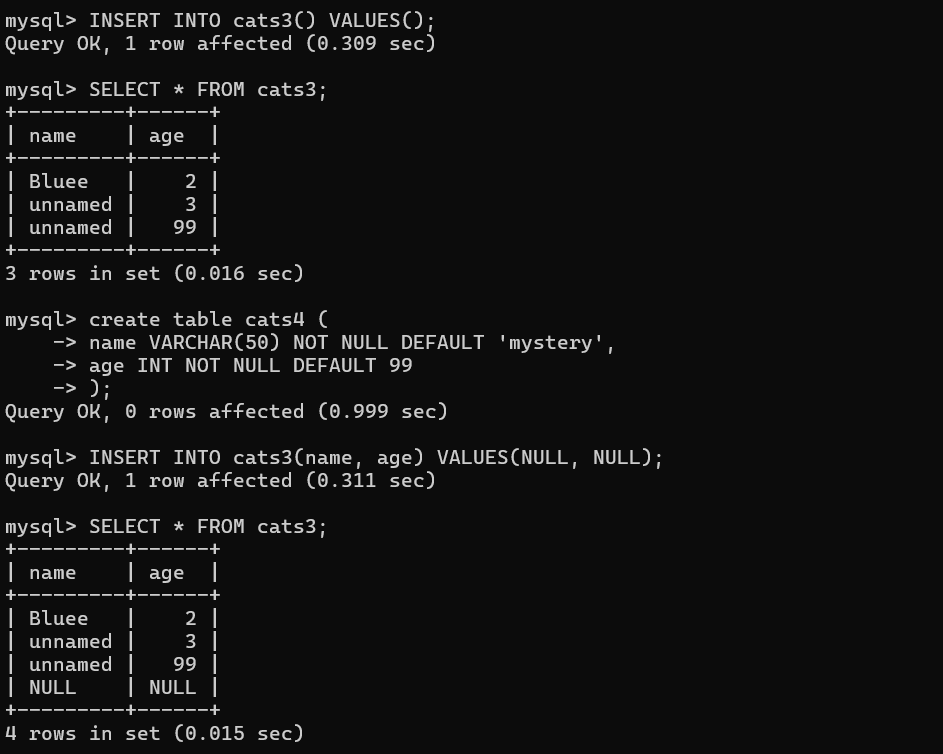 mysql> INSERT INTO cats3() VALUES();
Query OK, 1 row affected (0.309 sec)
mysql> SELECT * FROM cats3;
+---------+------+
| name    | age  |
+---------+------+
| Bluee   |    2 |
| unnamed |    3 |
| unnamed |   99 |
+---------+------+
3 rows in set (0.016 sec)
mysql> create table cats4 (
    -> name VARCHAR(50) NOT NULL DEFAULT 'mystery',
    -> age INT NOT NULL DEFAULT 99
    -> );
Query OK, 0 rows affected (0.999 sec)
mysql> INSERT INTO cats3(name, age) VALUES(NULL, NULL);
Query OK, 1 row affected (0.311 sec)
mysql> SELECT * FROM cats3;
+---------+------+
| name    | age  |
+---------+------+
| Bluee   |    2 |
| unnamed |    3 |
| unnamed |   99 |
| NULL    | NULL |
+---------+------+
4 rows in set (0.015 sec)